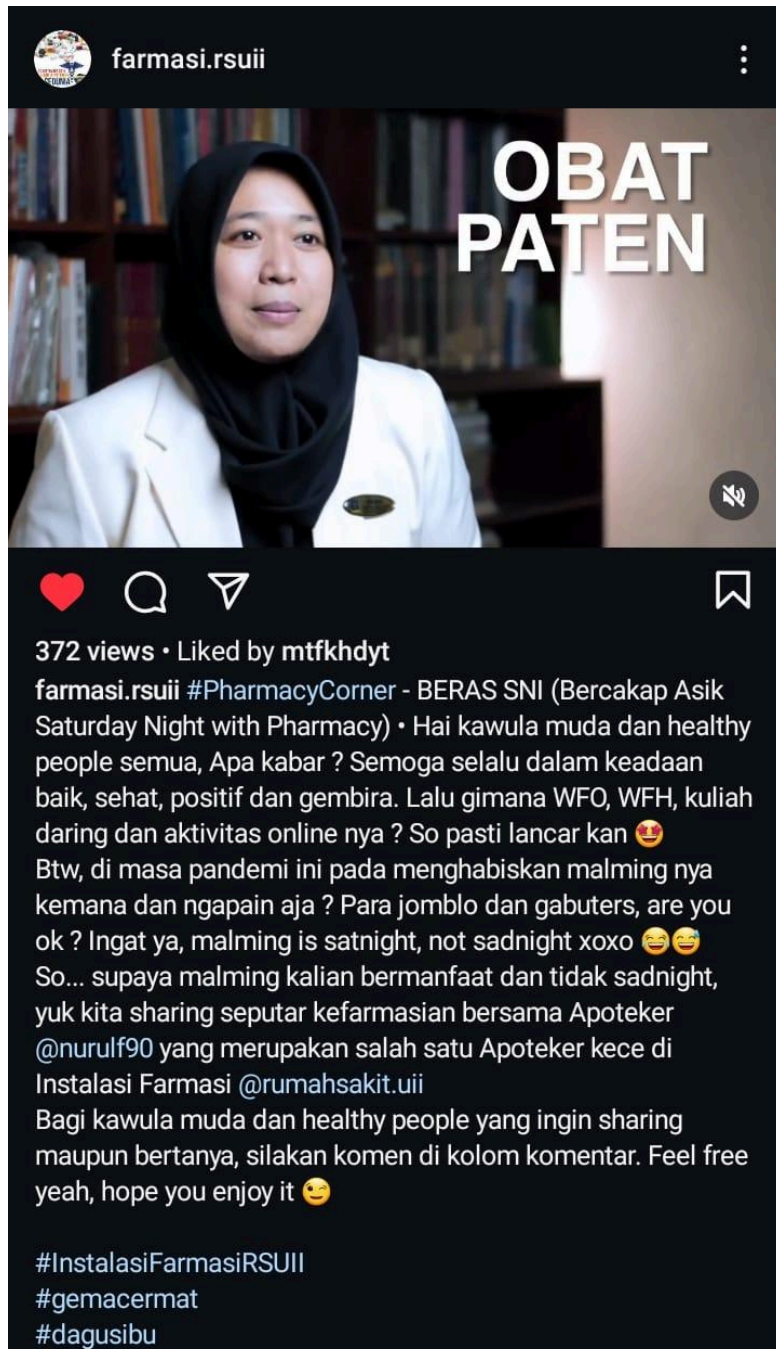 farmasi.rsuii
OBAT
PATEN
372 views • Liked by mtfkhdyt
farmasi.rsuii #PharmacyCorner - BERAS SNI (Bercakap Asik
Saturday Night with Pharmacy) • Hai kawula muda dan healthy
people semua, Apa kabar ? Semoga selalu dalam keadaan
baik, sehat, positif dan gembira. Lalu gimana WFO, WFH, kuliah
daring dan aktivitas online nya ? So pasti lancar kan 🤩
Btw, di masa pandemi ini pada menghabiskan malming nya
kemana dan ngapain aja ? Para jomblo dan gabuters, are you
ok ? Ingat ya, malming is satnight, not sadnight xoxo 😂😅
So... supaya malming kalian bermanfaat dan tidak sadnight,
yuk kita sharing seputar kefarmasian bersama Apoteker
@nurulf90 yang merupakan salah satu Apoteker kece di
Instalasi Farmasi @rumahsakit.uii
Bagi kawula muda dan healthy people yang ingin sharing
maupun bertanya, silakan komen di kolom komentar. Feel free
yeah, hope you enjoy it 😉
#InstalasiFarmasiRSUII
#gemacermat
#dagusibu